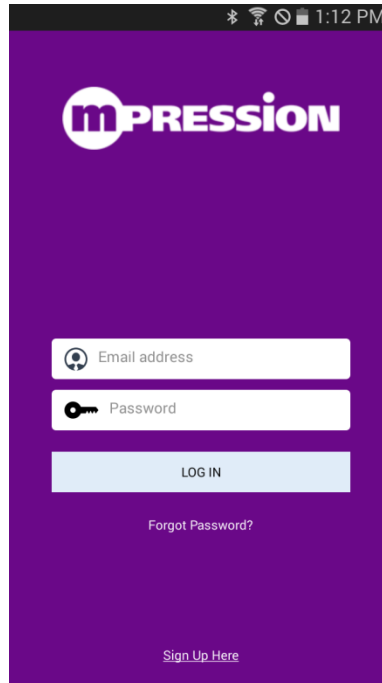 1:12 PM
mPRESSiON
Email address
Password
LOG IN
Forgot Password?
Sign Up Here